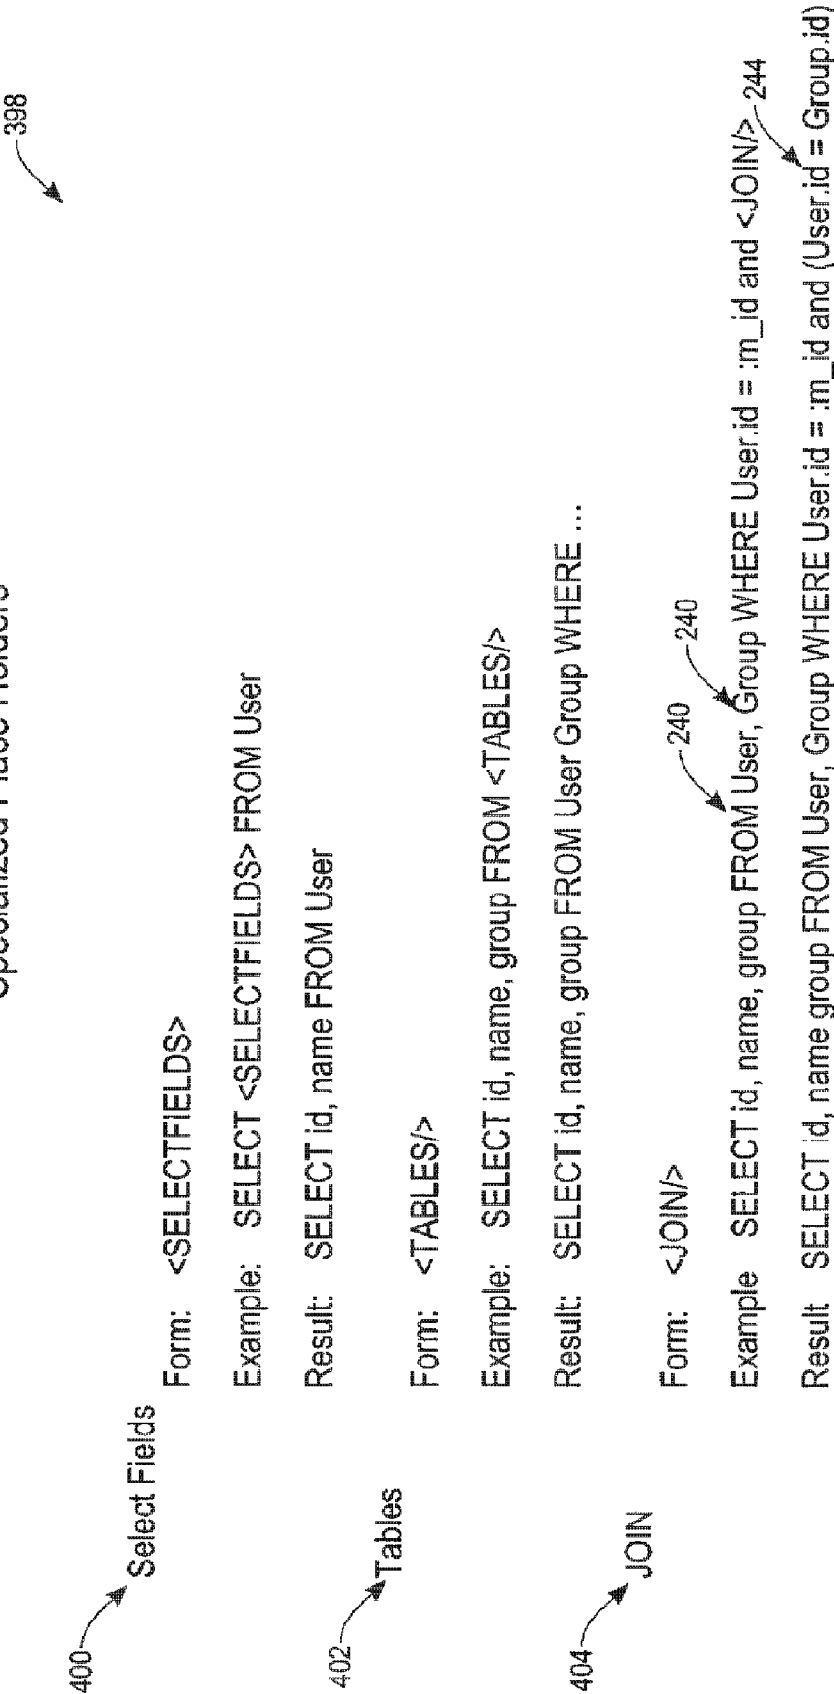 Specialized Place Holders
398
400
Select Fields
Form: <SELECTFIELDS>
Example: SELECT <SELECTFIELDS> FROM User
Result: SELECT id, name FROM User
402
Tables
Form: <TABLES/>
Example: SELECT id, name, group FROM <TABLES/>
Result: SELECT id, name, group FROM User Group WHERE ...
404
JOIN
Form: <JOIN/>
240
240
244
Example SELECT id, name, group FROM User, Group WHERE User.id = :m_id and <JOIN/>
Result SELECT id, name group FROM User, Group WHERE User.id = :m_id and (User.id = Group.id)